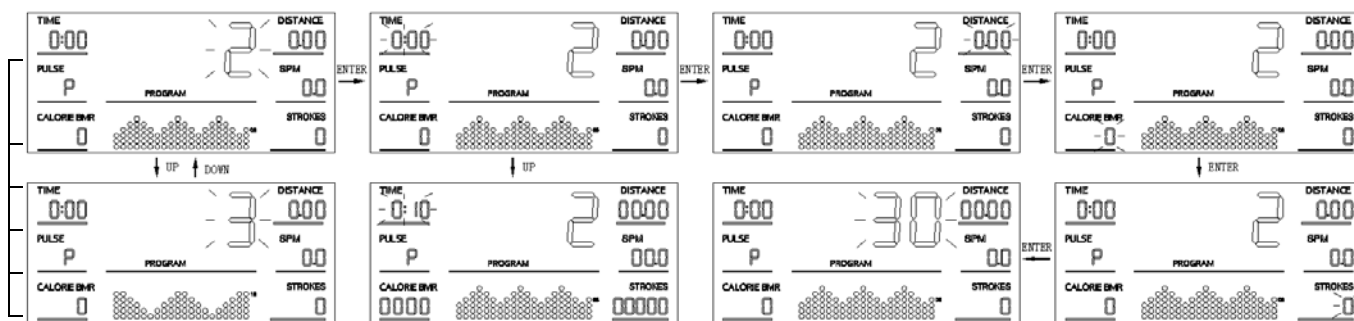 TIME DISTANCE
0:00 2 0.00
PULSE SPM
P 0.0
PROGRAM
CALORIE BMR STROKES
0 0
ENTER
TIME DISTANCE
0:00 2 0.00
PULSE SPM
P 0.0
PROGRAM
CALORIE BMR STROKES
0 0
ENTER
TIME DISTANCE
0:00 2 0.00
PULSE SPM
P 0.0
PROGRAM
CALORIE BMR STROKES
0 0
ENTER
TIME DISTANCE
0:00 2 0.00
PULSE SPM
P 0.0
PROGRAM
CALORIE BMR STROKES
0 0
UP DOWN
UP
ENTER
TIME DISTANCE
0:00 3 0.00
PULSE SPM
P 0.0
PROGRAM
CALORIE BMR STROKES
0 0
TIME DISTANCE
0:10 2 00.00
PULSE SPM
P 00.0
PROGRAM
CALORIE BMR STROKES
0000 00000
TIME DISTANCE
0:00 30 00.00
PULSE SPM
P 0.0
PROGRAM
CALORIE BMR STROKES
0 0
ENTER
TIME DISTANCE
0:00 2 0.00
PULSE SPM
P 0.0
PROGRAM
CALORIE BMR STROKES
0 0